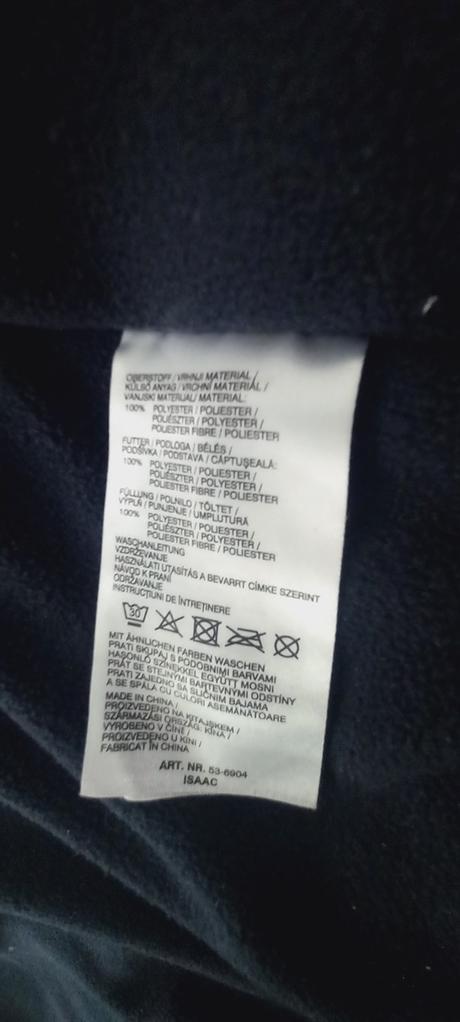 OBERSTOFF / VRHNJI MATERIAL /
KÜLSŐ ANYAG / VRCHNÍ MATERIÁL /
VANJSKI MATERIJAL / MATERIAL:
100% POLYESTER / POLIESTER /
POLIÉSZTER / POLYESTER /
POLIESTER FIBRE / POLIESTER
FUTTER / PODLOGA / BÉLÉS /
PODŠÍVKA / PODSTAVA / CĂPTUȘEALĂ:
100% POLYESTER / POLIESTER /
POLIÉSZTER / POLYESTER /
POLIESTER FIBRE / POLIESTER
FÜLLUNG / POLNILO / TÖLTET /
VÝPLŇ / PUNJENJE / UMPLUTURĂ
100% POLYESTER / POLIESTER /
POLIÉSZTER / POLYESTER /
POLIESTER FIBRE / POLIESTER
WASCHANLEITUNG
VZDRŽEVANJE
HASZNÁLATI UTASÍTÁS A BEVARRT CÍMKE SZERINT
NÁVOD K PRANÍ
ODRŽAVANJE
INSTRUCȚIUNI DE ÎNTREȚINERE
30
MIT ÄHNLICHEN FARBEN WASCHEN
PRATI SKUPAJ S PODOBNIMI BARVAMI
HASONLÓ SZÍNEKKEL EGYÜTT MOSNI
PRÁT SE STEJNÝMI BARTEVNÝMI ODSTÍNY
PRATI ZAJEDNO SA SLIČNIM BAJAMA
A SE SPĂLA CU CULORI ASEMĂNĂTOARE
MADE IN CHINA /
PROIZVEDENO NA KITAJSKEM /
SZÁRMAZÁSI ORSZÁG: KÍNA /
VYROBENO V ČÍNĚ /
PROIZVEDENO U KINI /
FABRICAT ÎN CHINA
ART. NR. 53-6904
ISAAC